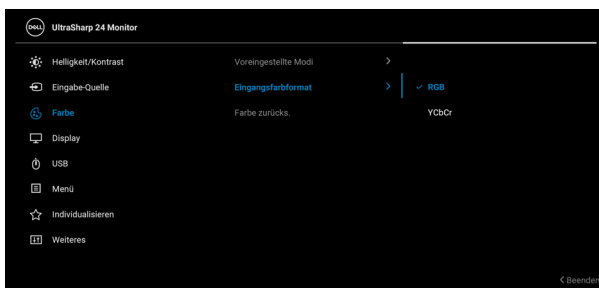 DELL UltraSharp 24 Monitor
Helligkeit/Kontrast Voreingestellte Modi
Eingabe-Quelle Eingangsfarbformat RGB
Farbe Farbe zurücks. YCbCr
Display
USB
Menü
Individualisieren
Weiteres
Beenden